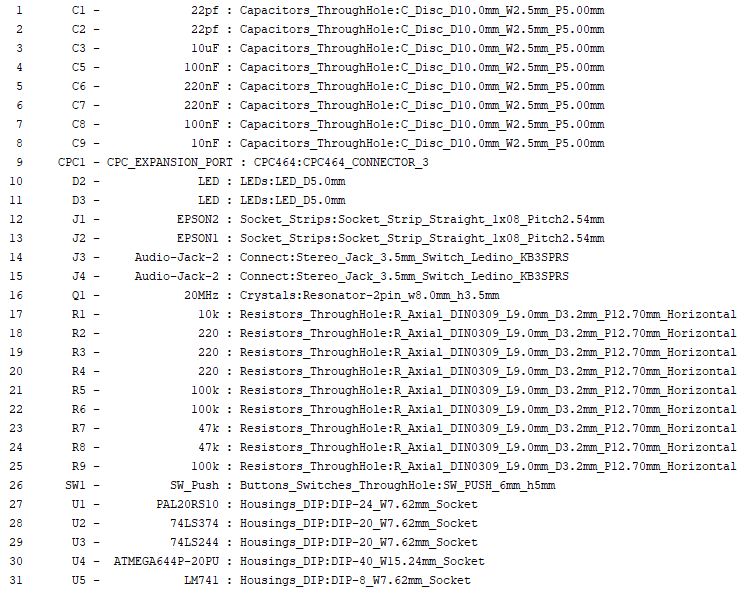 1 C1 - 22pf : Capacitors_ThroughHole:C_Disc_D10.0mm_W2.5mm_P5.00mm
2 C2 - 22pf : Capacitors_ThroughHole:C_Disc_D10.0mm_W2.5mm_P5.00mm
3 C3 - 10uF : Capacitors_ThroughHole:C_Disc_D10.0mm_W2.5mm_P5.00mm
4 C5 - 100nF : Capacitors_ThroughHole:C_Disc_D10.0mm_W2.5mm_P5.00mm
5 C6 - 220nF : Capacitors_ThroughHole:C_Disc_D10.0mm_W2.5mm_P5.00mm
6 C7 - 220nF : Capacitors_ThroughHole:C_Disc_D10.0mm_W2.5mm_P5.00mm
7 C8 - 100nF : Capacitors_ThroughHole:C_Disc_D10.0mm_W2.5mm_P5.00mm
8 C9 - 10nF : Capacitors_ThroughHole:C_Disc_D10.0mm_W2.5mm_P5.00mm
9 CPC1 - CPC_EXPANSION_PORT : CPC464:CPC464_CONNECTOR_3
10 D2 - LED : LEDs:LED_D5.0mm
11 D3 - LED : LEDs:LED_D5.0mm
12 J1 - EPSON2 : Socket_Strips:Socket_Strip_Straight_1x08_Pitch2.54mm
13 J2 - EPSON1 : Socket_Strips:Socket_Strip_Straight_1x08_Pitch2.54mm
14 J3 - Audio-Jack-2 : Connect:Stereo_Jack_3.5mm_Switch_Ledino_KB3SPRS
15 J4 - Audio-Jack-2 : Connect:Stereo_Jack_3.5mm_Switch_Ledino_KB3SPRS
16 Q1 - 20MHz : Crystals:Resonator-2pin_w8.0mm_h3.5mm
17 R1 - 10k : Resistors_ThroughHole:R_Axial_DIN0309_L9.0mm_D3.2mm_P12.70mm_Horizontal
18 R2 - 220 : Resistors_ThroughHole:R_Axial_DIN0309_L9.0mm_D3.2mm_P12.70mm_Horizontal
19 R3 - 220 : Resistors_ThroughHole:R_Axial_DIN0309_L9.0mm_D3.2mm_P12.70mm_Horizontal
20 R4 - 220 : Resistors_ThroughHole:R_Axial_DIN0309_L9.0mm_D3.2mm_P12.70mm_Horizontal
21 R5 - 100k : Resistors_ThroughHole:R_Axial_DIN0309_L9.0mm_D3.2mm_P12.70mm_Horizontal
22 R6 - 100k : Resistors_ThroughHole:R_Axial_DIN0309_L9.0mm_D3.2mm_P12.70mm_Horizontal
23 R7 - 47k : Resistors_ThroughHole:R_Axial_DIN0309_L9.0mm_D3.2mm_P12.70mm_Horizontal
24 R8 - 47k : Resistors_ThroughHole:R_Axial_DIN0309_L9.0mm_D3.2mm_P12.70mm_Horizontal
25 R9 - 100k : Resistors_ThroughHole:R_Axial_DIN0309_L9.0mm_D3.2mm_P12.70mm_Horizontal
26 SW1 - SW_Push : Buttons_Switches_ThroughHole:SW_PUSH_6mm_h5mm
27 U1 - PAL20RS10 : Housings_DIP:DIP-24_W7.62mm_Socket
28 U2 - 74LS374 : Housings_DIP:DIP-20_W7.62mm_Socket
29 U3 - 74LS244 : Housings_DIP:DIP-20_W7.62mm_Socket
30 U4 - ATMEGA644P-20PU : Housings_DIP:DIP-40_W15.24mm_Socket
31 U5 - LM741 : Housings_DIP:DIP-8_W7.62mm_Socket